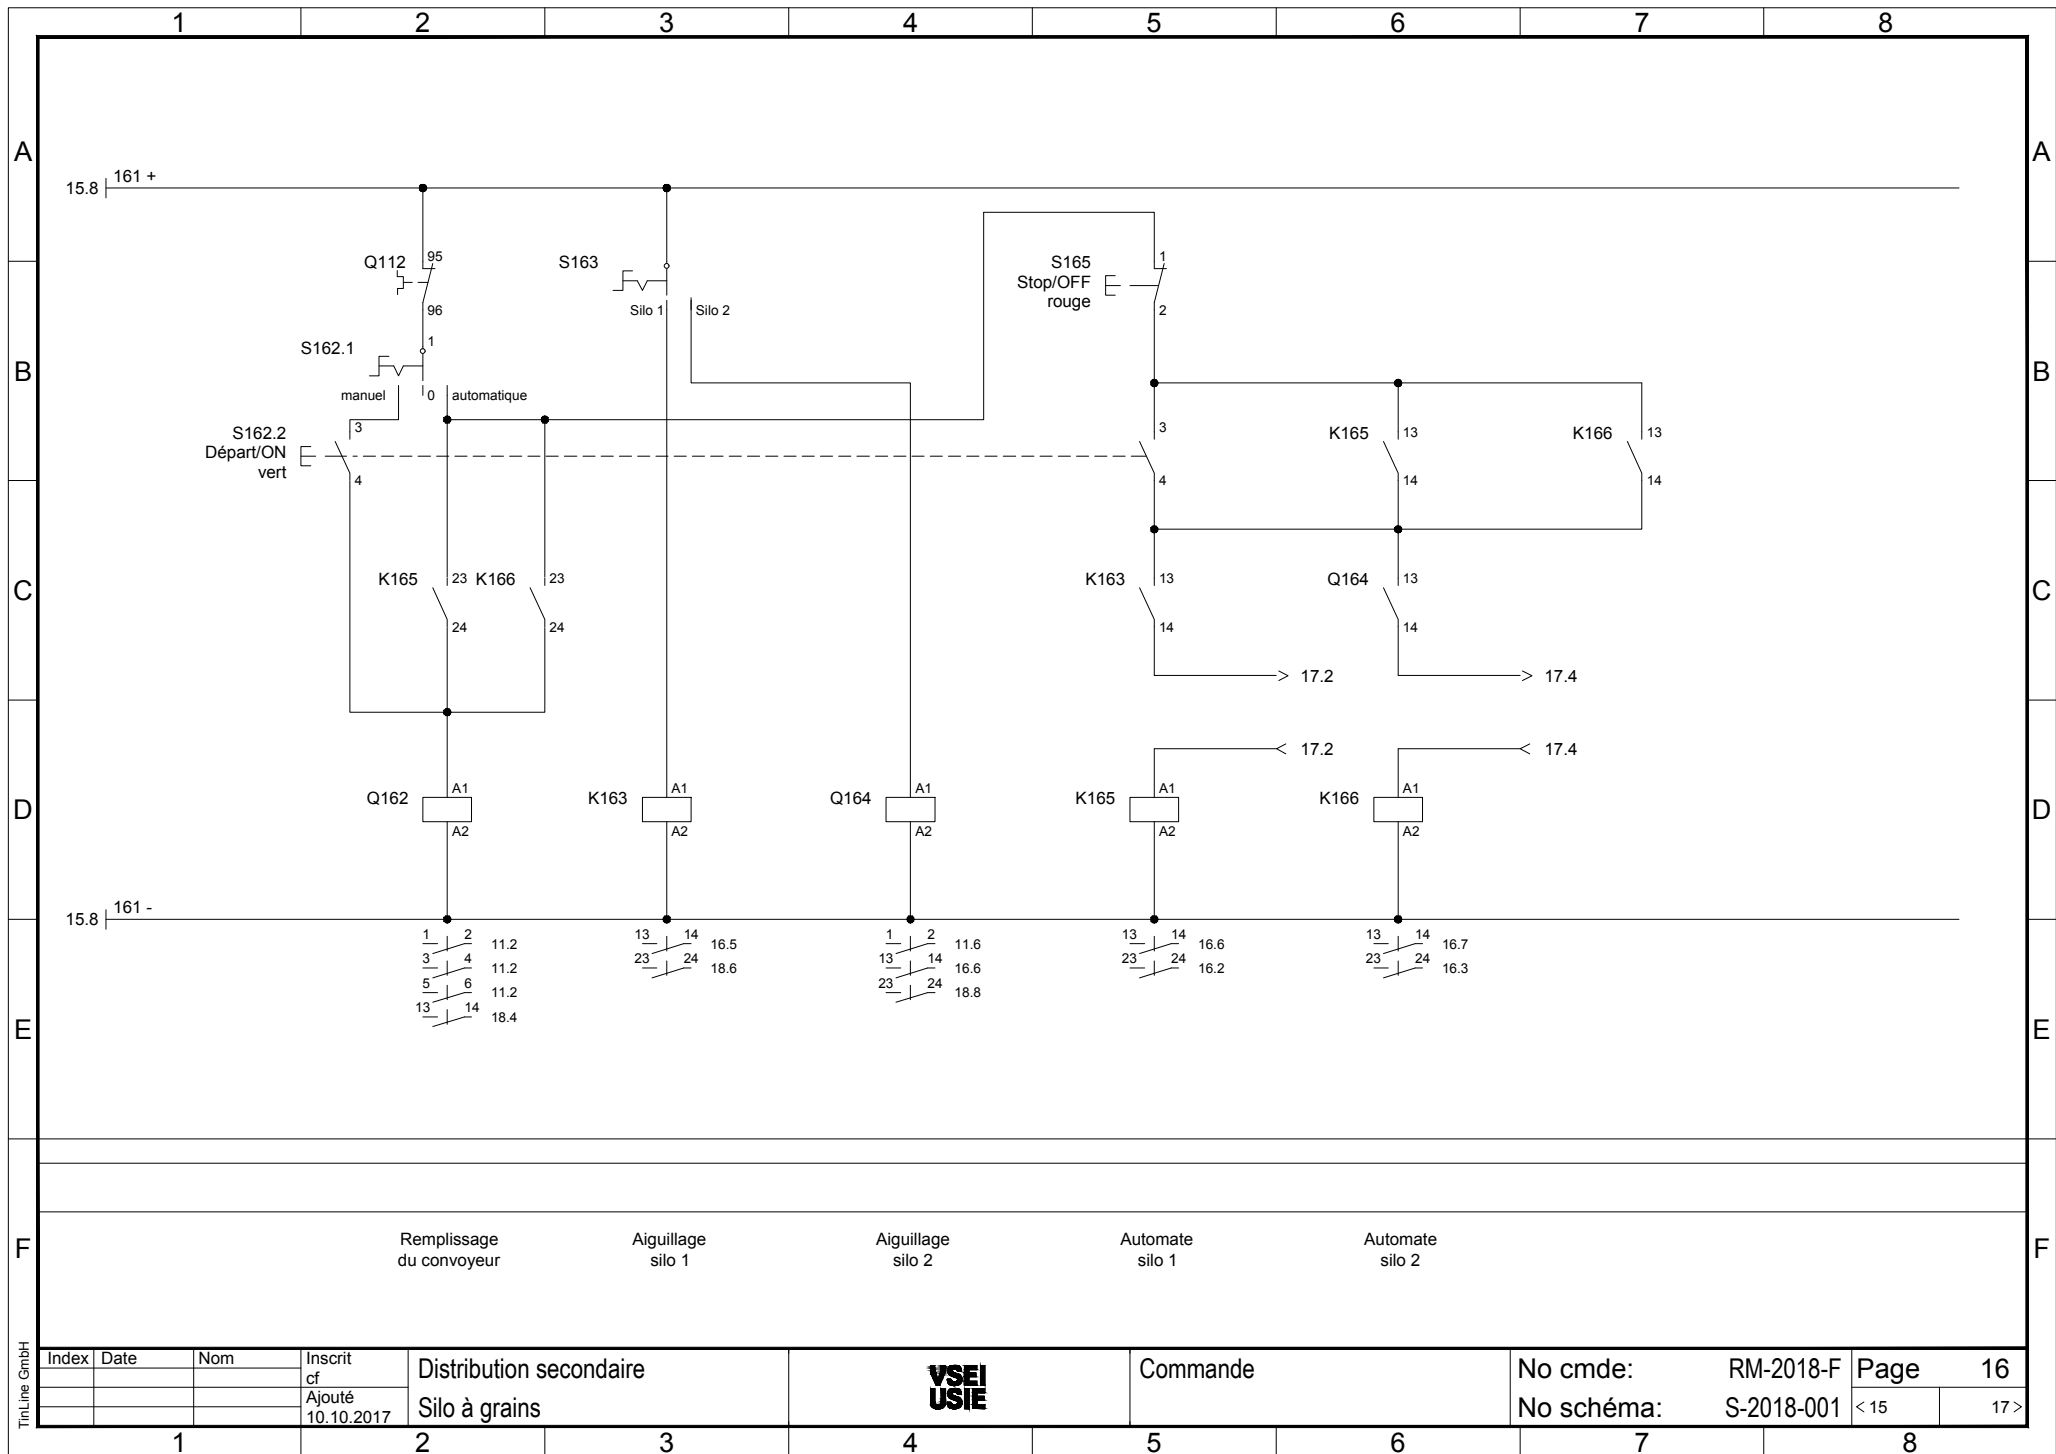 1 2 3 4 5 6 7 8
A A
161 +
15.8
Q112 95 S163 S165 1
Stop/OFF
rouge
96 Silo 1 Silo 2 2
S162.1 1
B B
manuel 0 automatique
S162.2 3 3 K165 13 K166 13
Départ/ON
vert
4 4 14 14
K165 23 K166 23 K163 13 Q164 13
C C
24 24 14 14
> 17.2 > 17.4
< 17.2 < 17.4
Q162 A1 K163 A1 Q164 A1 K165 A1 K166 A1
D D
A2 A2 A2 A2 A2
161 -
15.8
1 2 11.2 13 14 16.5 1 2 11.6 13 14 16.6 13 14 16.7
3 4 11.2 23 24 18.6 13 14 16.6 23 24 16.2 23 24 16.3
5 6 11.2 23 24 18.8
13 14 18.4
E E
Remplissage Aiguillage Aiguillage Automate Automate
F F
du convoyeur silo 1 silo 2 silo 1 silo 2
TinLine GmbH
Index Date Nom Inscrit
cf
Ajouté
10.10.2017
Distribution secondaire
Silo à grains
VSEI
USIE
Commande
No cmde: RM-2018-F Page 16
No schéma: S-2018-001 < 15 17 >
1 2 3 4 5 6 7 8